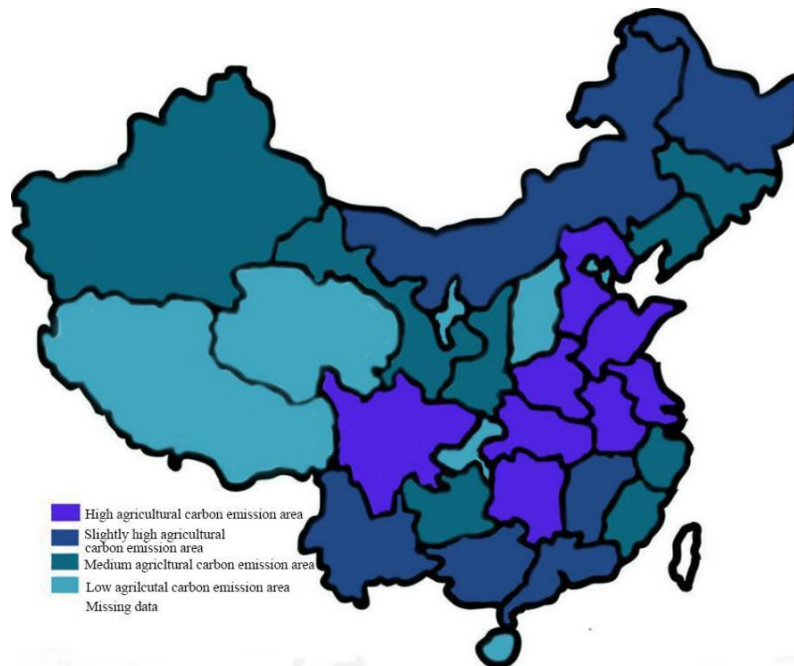 High agricultural carbon emission area
Slightly high agricultural
carbon emission area
Medium agricltural carbon emission area
Low agrilcutal carbon emission area
Missing data